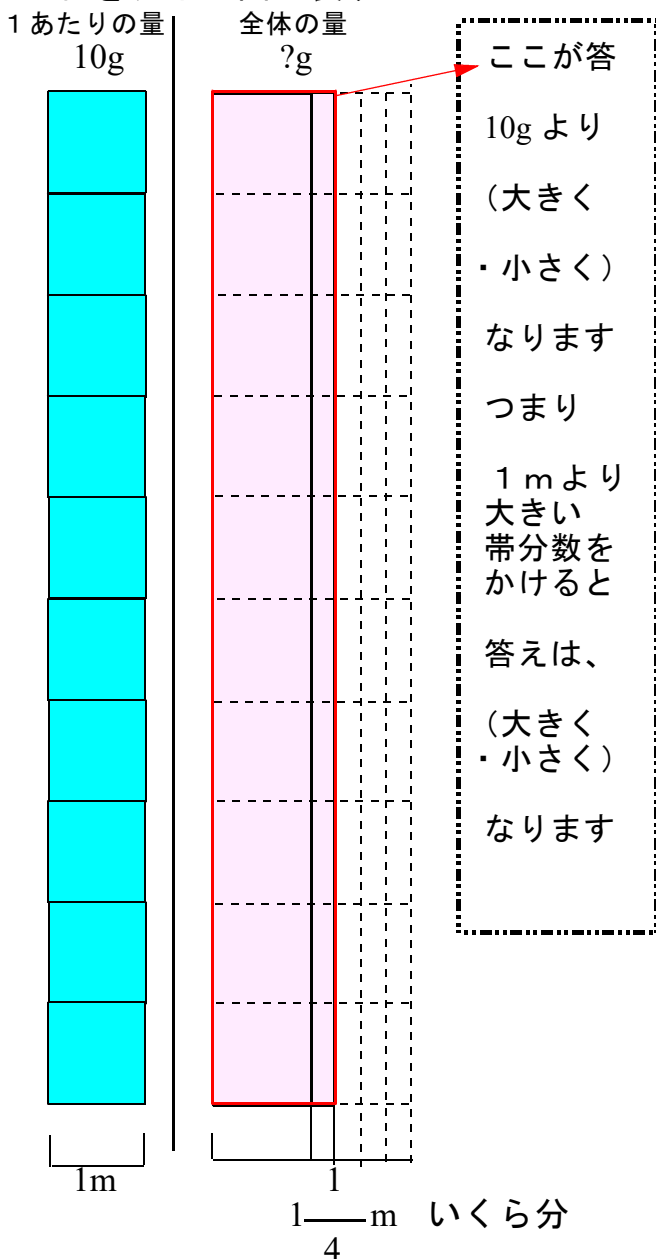 1あたりの量
10g
全体の量
?g
ここが答
10g より
(大きく
・小さく)
なります
つまり
1mより
大きい
帯分数を
かけると
答えは、
(大きく
・小さく)
なります
1m
1
1 m いくら分
4